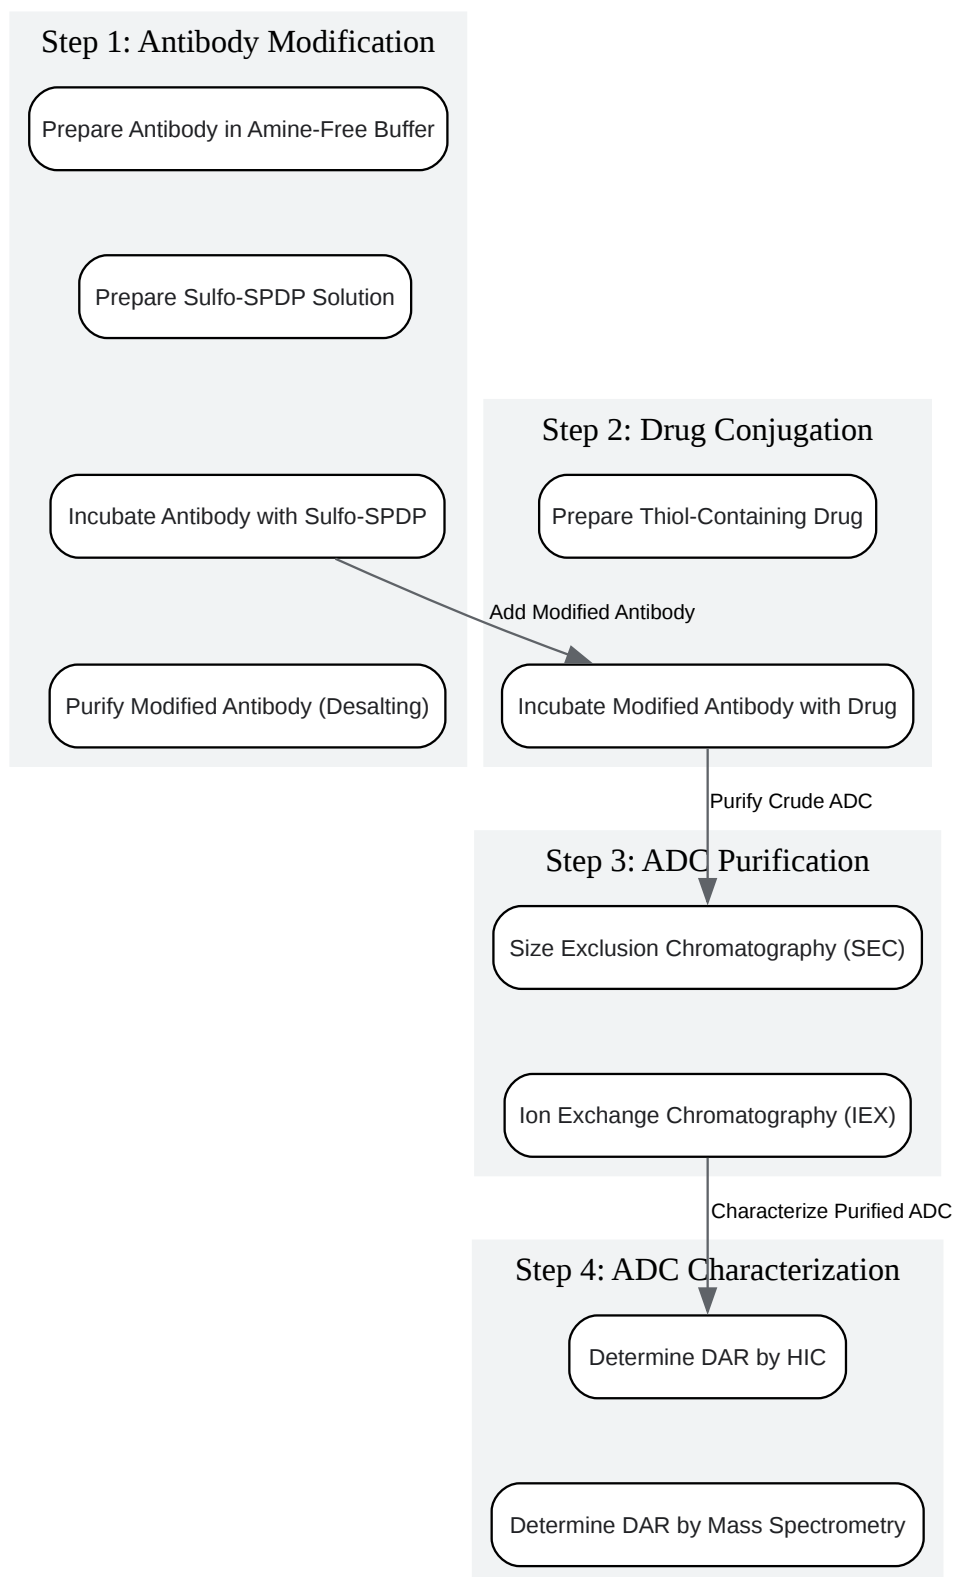 Step 1: Antibody Modification
Prepare Antibody in Amine-Free Buffer
Prepare Sulfo-SPDP Solution
Incubate Antibody with Sulfo-SPDP
Purify Modified Antibody (Desalting)
Step 2: Drug Conjugation
Prepare Thiol-Containing Drug
Add Modified Antibody
Incubate Modified Antibody with Drug
Purify Crude ADC
Step 3: ADC Purification
Size Exclusion Chromatography (SEC)
Ion Exchange Chromatography (IEX)
Characterize Purified ADC
Step 4: ADC Characterization
Determine DAR by HIC
Determine DAR by Mass Spectrometry